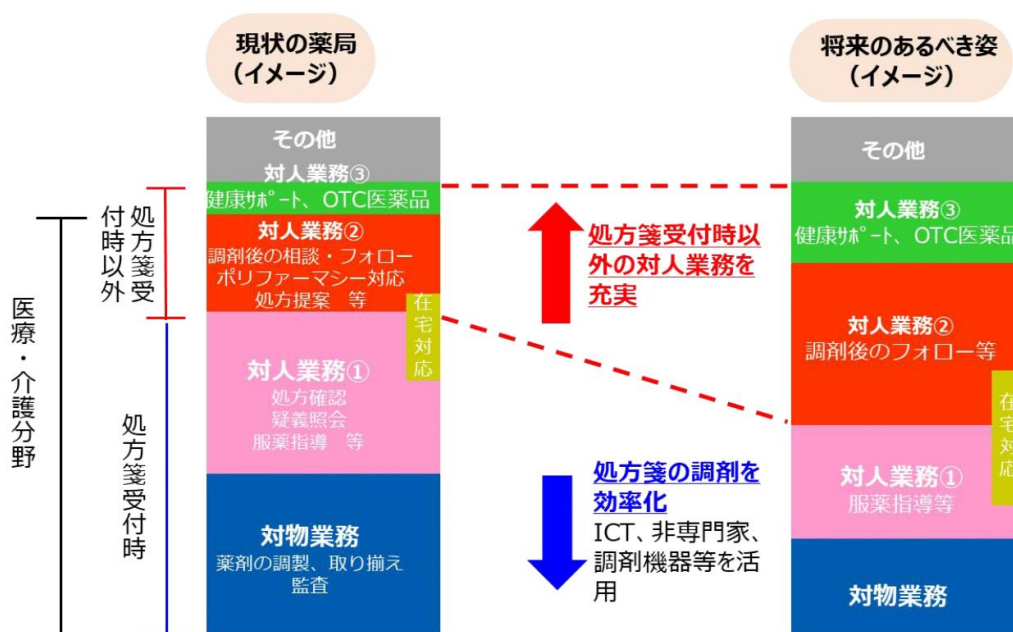 現状の薬局
（イメージ）
将来のあるべき姿
（イメージ）
医療・介護分野
処方箋受
付時以外
処方箋受付時
その他
対人業務③
健康ｻﾎﾟｰﾄ、OTC医薬品
対人業務②
調剤後の相談・フォロー
ポリファーマシー対応
処方提案　等
在宅対応
対人業務①
処方確認
疑義照会
服薬指導　等
対物業務
薬剤の調製、取り揃え
監査
処方箋受付時以
外の対人業務を
充実
処方箋の調剤を
効率化
ICT、非専門家、
調剤機器等を活
用
その他
対人業務③
健康ｻﾎﾟｰﾄ、OTC医薬品
対人業務②
調剤後のフォロー等
在宅対応
対人業務①
服薬指導等
対物業務